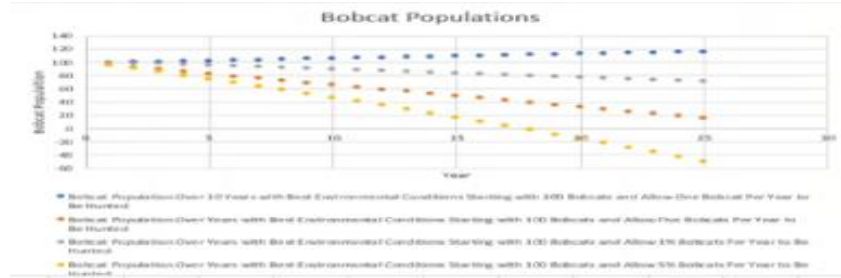 Bobcat Populations
140
120
100
80
60
40
20
0
-20
-40
-60
Bobcat Population
0 5 10 15 20 25 30
Year
Bobcat Population Over 10 Years with Best Environmental Conditions Starting with 100 Bobcats and Allow One Bobcat Per Year to
Be Hunted
Bobcat Population Over Years with Best Environmental Conditions Starting with 100 Bobcats and Allow Five Bobcats Per Year to
Be Hunted
Bobcat Population Over Years with Best Environmental Conditions Starting with 100 Bobcats and Allow 1% Bobcats Per Year to Be
Hunted
Bobcat Population Over Years with Best Environmental Conditions Starting with 100 Bobcats and Allow 5% Bobcats Per Year to Be
Hunted